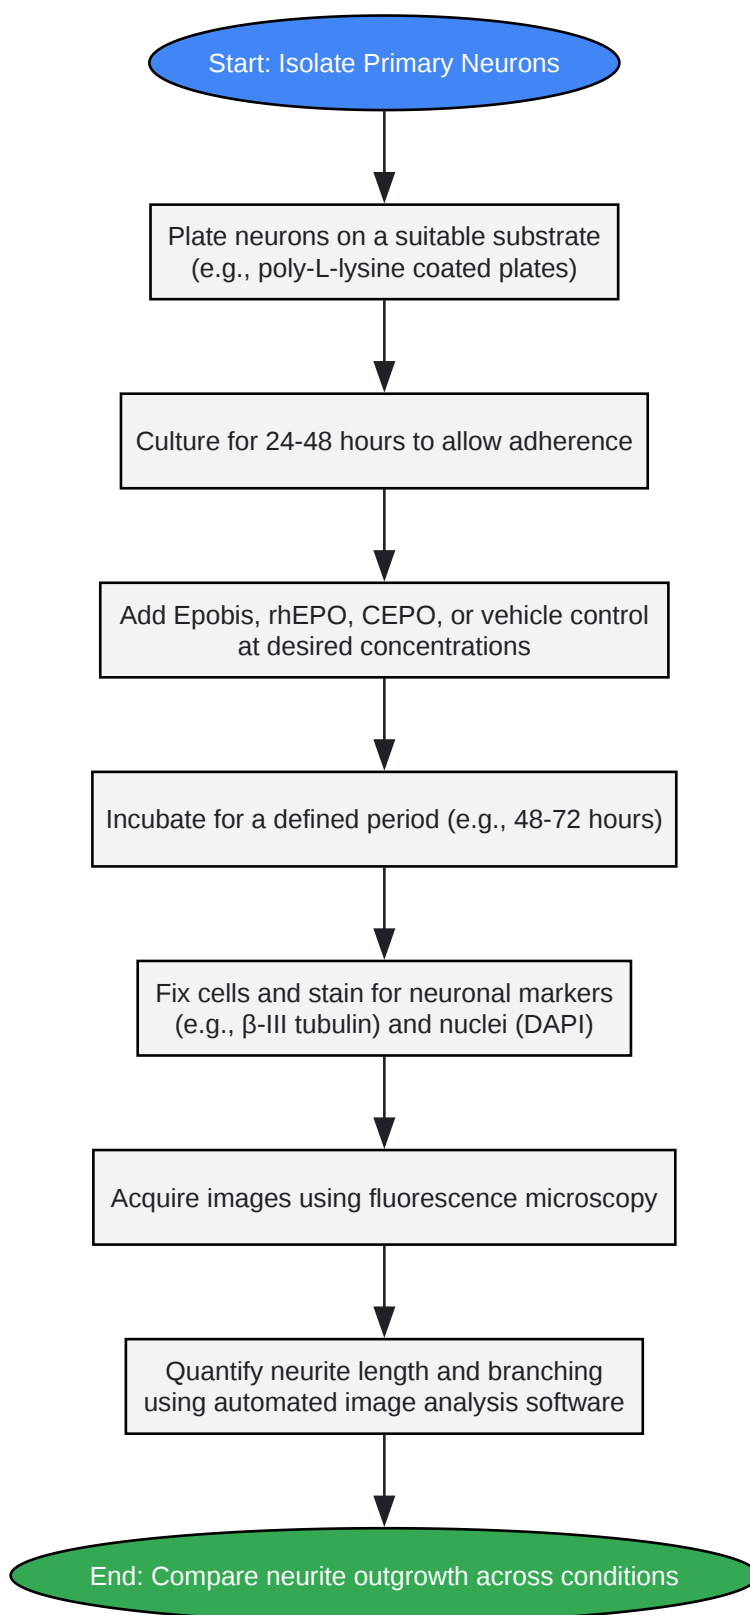 Start: Isolate Primary Neurons
Plate neurons on a suitable substrate
(e.g., poly-L-lysine coated plates)
Culture for 24-48 hours to allow adherence
Add Epobis, rhEPO, CEPO, or vehicle control
at desired concentrations
Incubate for a defined period (e.g., 48-72 hours)
Fix cells and stain for neuronal markers
(e.g., β-III tubulin) and nuclei (DAPI)
Acquire images using fluorescence microscopy
Quantify neurite length and branching
using automated image analysis software
End: Compare neurite outgrowth across conditions